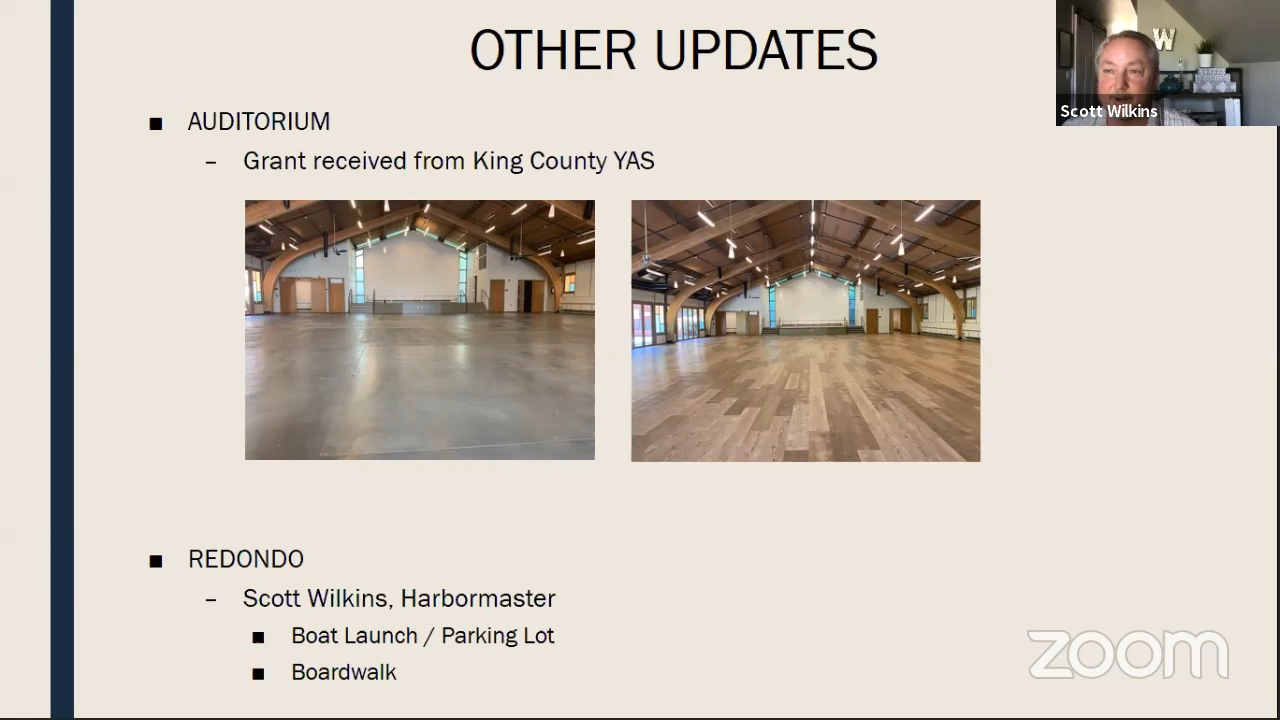 OTHER UPDATES
W
Scott Wilkins
■ AUDITORIUM
– Grant received from King County YAS
■ REDONDO
– Scott Wilkins, Harbormaster
■ Boat Launch / Parking Lot
■ Boardwalk
zoom